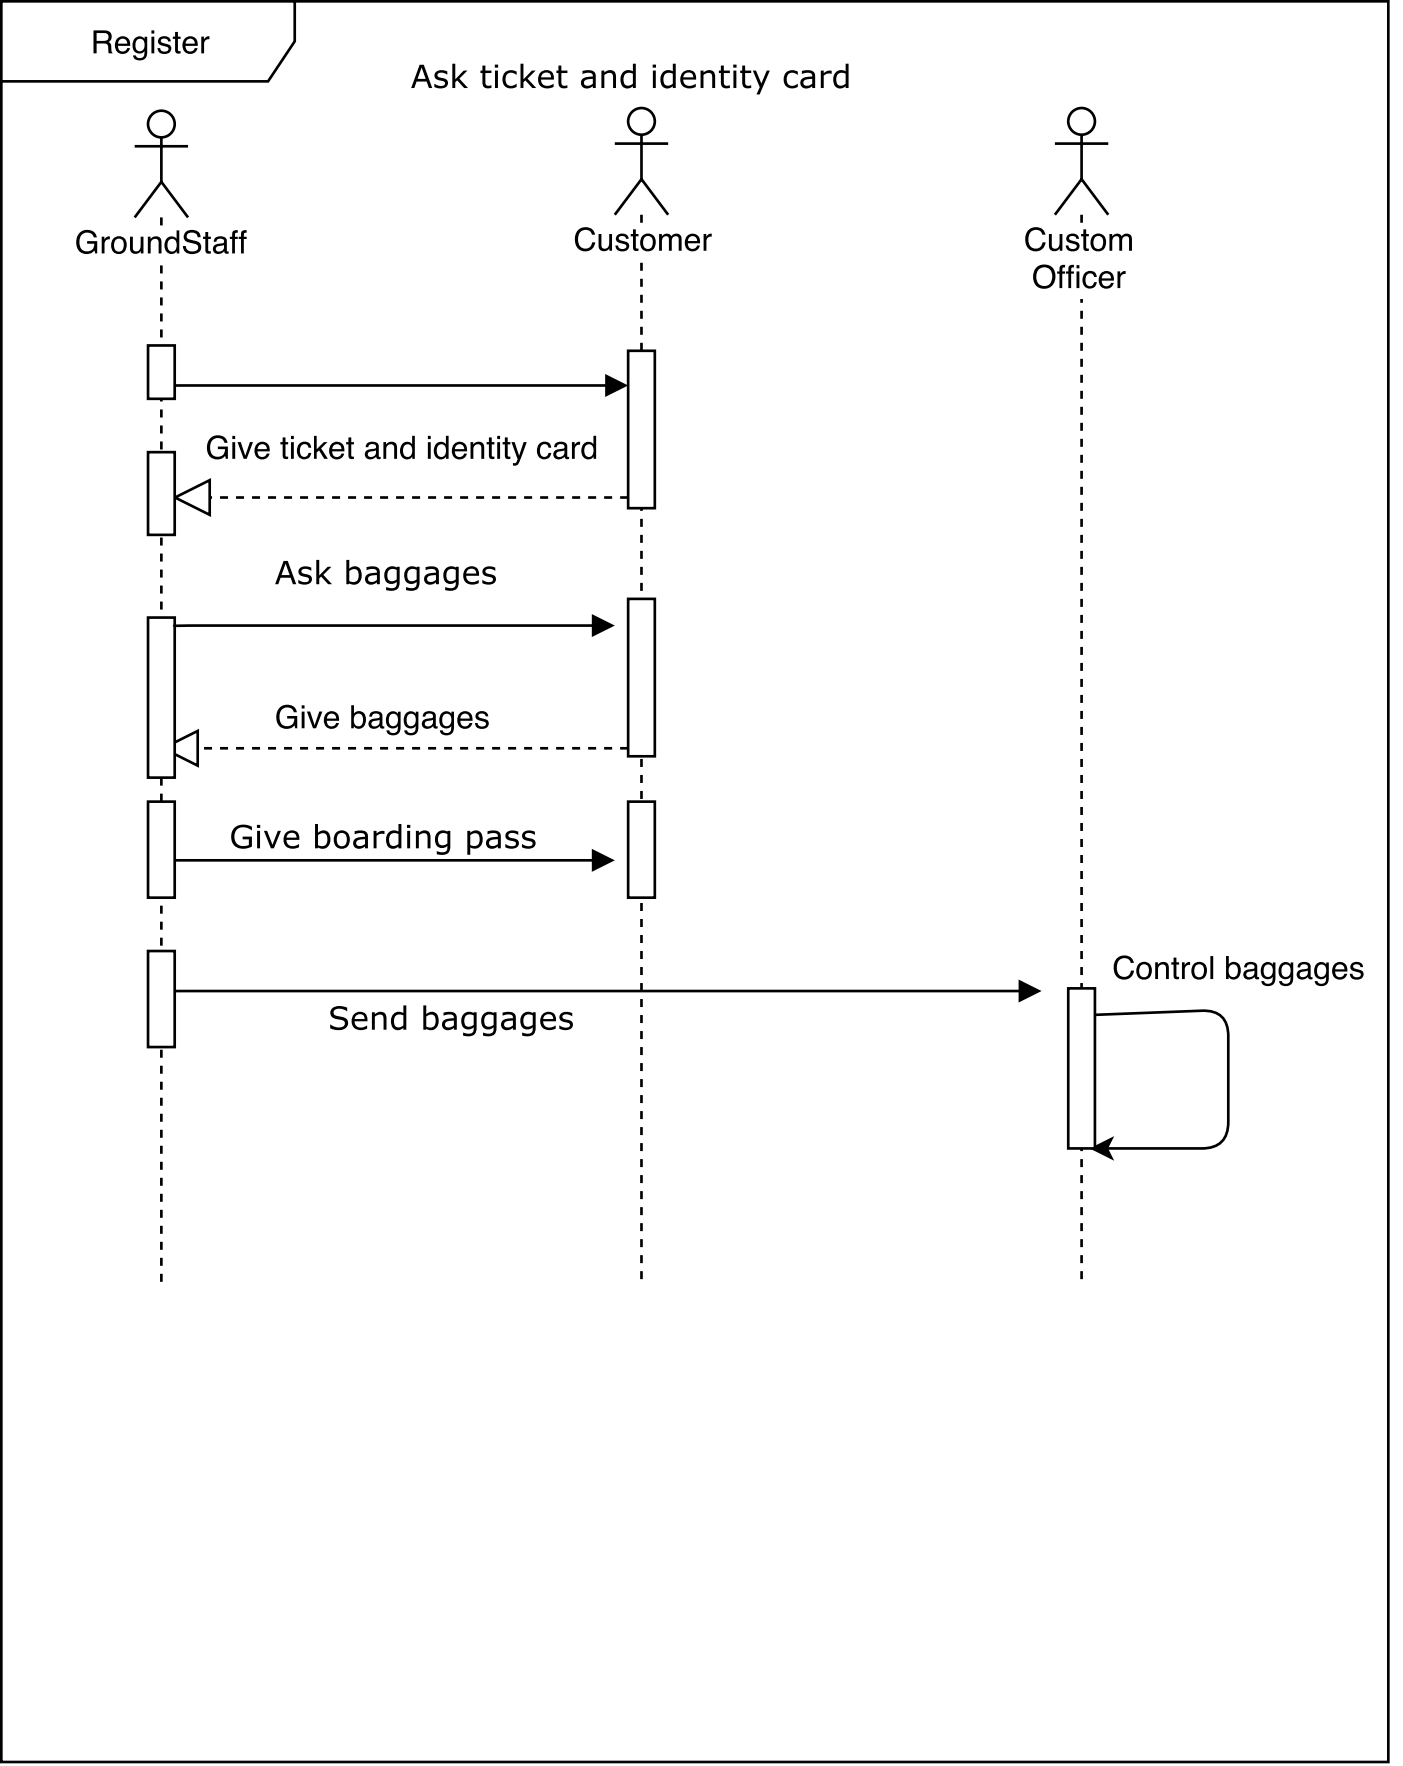 Register
Ask ticket and identity card
GroundStaff
Customer
Custom
Officer
Give ticket and identity card
Ask baggages
Give baggages
Give boarding pass
Control baggages
Send baggages